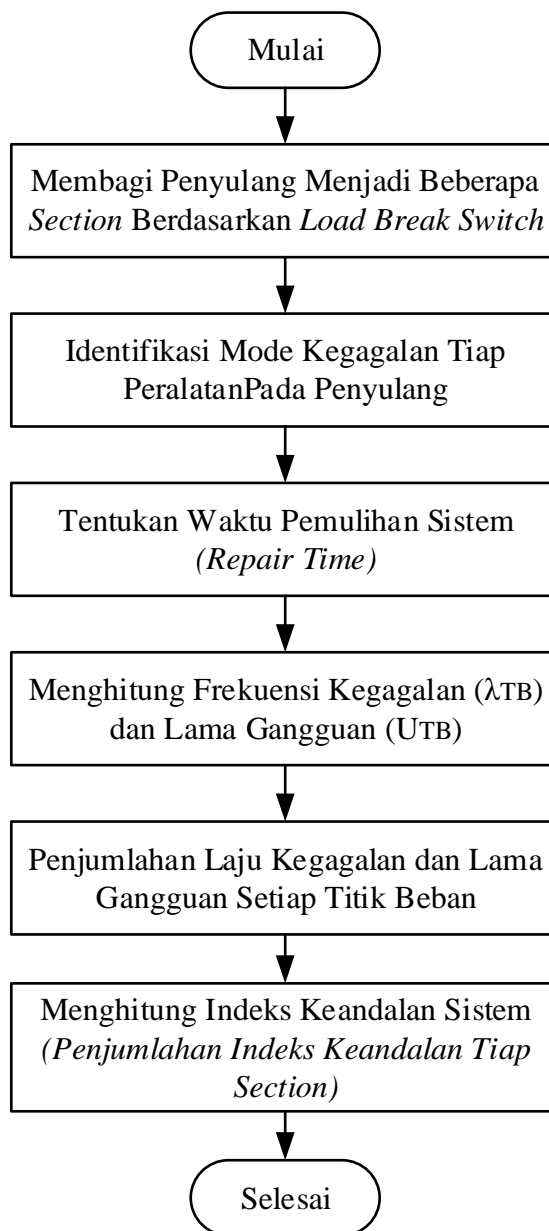 Mulai
Membagi Penyulang Menjadi Beberapa
Section Berdasarkan Load Break Switch
Identifikasi Mode Kegagalan Tiap
PeralatanPada Penyulang
Tentukan Waktu Pemulihan Sistem
(Repair Time)
Menghitung Frekuensi Kegagalan (λTB)
dan Lama Gangguan (UTB)
Penjumlahan Laju Kegagalan dan Lama
Gangguan Setiap Titik Beban
Menghitung Indeks Keandalan Sistem
(Penjumlahan Indeks Keandalan Tiap
Section)
Selesai